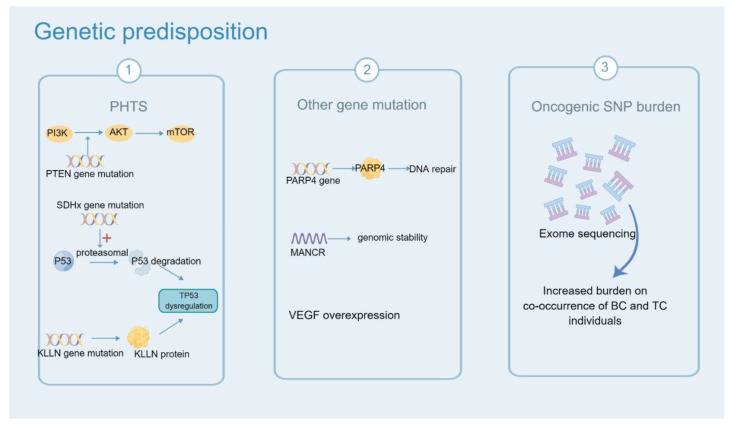 Genetic predisposition
1
PHTS
PI3K
AKT
mTOR
PTEN gene mutation
SDHx gene mutation
+
proteasomal
P53
P53 degradation
TP53
dysregulation
KLLN gene mutation
KLLN protein
2
Other gene mutation
PARP4
DNA repair
PARP4 gene
genomic stability
MANCR
VEGF overexpression
3
Oncogenic SNP burden
Exome sequencing
Increased burden on
co-occurrence of BC and TC
individuals